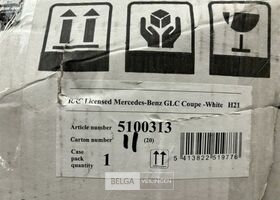 R/C Licensed Mercedes-Benz GLC Coupe -White H21
Article number 5100313
Carton number 11 (20)
Case pack quantity 1
5 413822 519776
BELGA
VEILINGEN